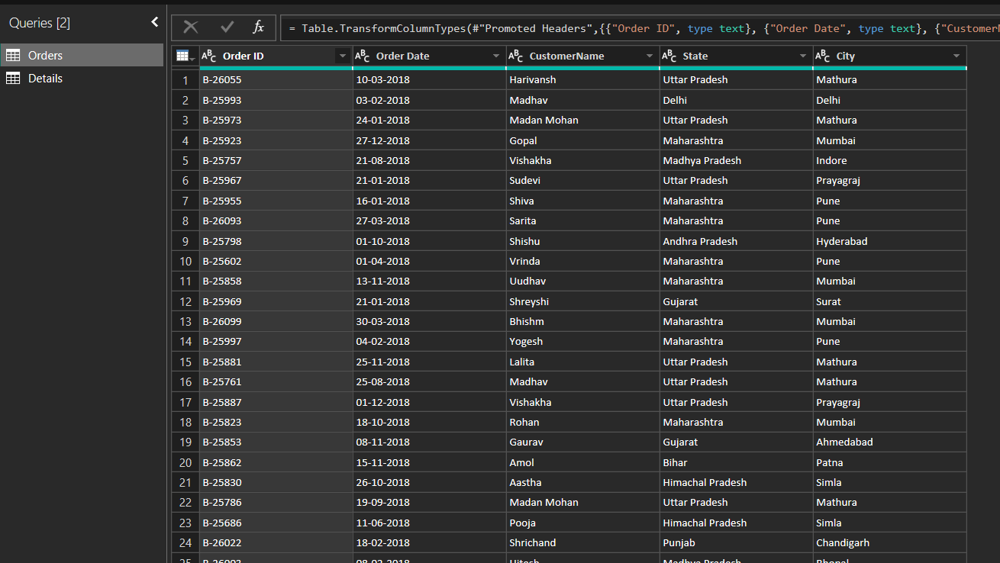 Queries [2]
Orders
Details
fx
= Table.TransformColumnTypes(#"Promoted Headers",{{"Order ID", type text}, {"Order Date", type text}, {"Customer
ABC Order ID ABC Order Date ABC CustomerName ABC State ABC City
1 B-26055 10-03-2018 Harivansh Uttar Pradesh Mathura
2 B-25993 03-02-2018 Madhav Delhi Delhi
3 B-25973 24-01-2018 Madan Mohan Uttar Pradesh Mathura
4 B-25923 27-12-2018 Gopal Maharashtra Mumbai
5 B-25757 21-08-2018 Vishakha Madhya Pradesh Indore
6 B-25967 21-01-2018 Sudevi Uttar Pradesh Prayagraj
7 B-25955 16-01-2018 Shiva Maharashtra Pune
8 B-26093 27-03-2018 Sarita Maharashtra Pune
9 B-25798 01-10-2018 Shishu Andhra Pradesh Hyderabad
10 B-25602 01-04-2018 Vrinda Maharashtra Pune
11 B-25858 13-11-2018 Uudhav Maharashtra Mumbai
12 B-25969 21-01-2018 Shreyshi Gujarat Surat
13 B-26099 30-03-2018 Bhishm Maharashtra Mumbai
14 B-25997 04-02-2018 Yogesh Maharashtra Pune
15 B-25881 25-11-2018 Lalita Uttar Pradesh Mathura
16 B-25761 25-08-2018 Madhav Uttar Pradesh Mathura
17 B-25887 01-12-2018 Vishakha Uttar Pradesh Prayagraj
18 B-25823 18-10-2018 Rohan Maharashtra Mumbai
19 B-25853 08-11-2018 Gaurav Gujarat Ahmedabad
20 B-25862 15-11-2018 Amol Bihar Patna
21 B-25830 26-10-2018 Aastha Himachal Pradesh Simla
22 B-25786 19-09-2018 Madan Mohan Uttar Pradesh Mathura
23 B-25686 11-06-2018 Pooja Himachal Pradesh Simla
24 B-26022 18-02-2018 Shrichand Punjab Chandigarh
25 Hitesh Madhya Pradesh Bhopal